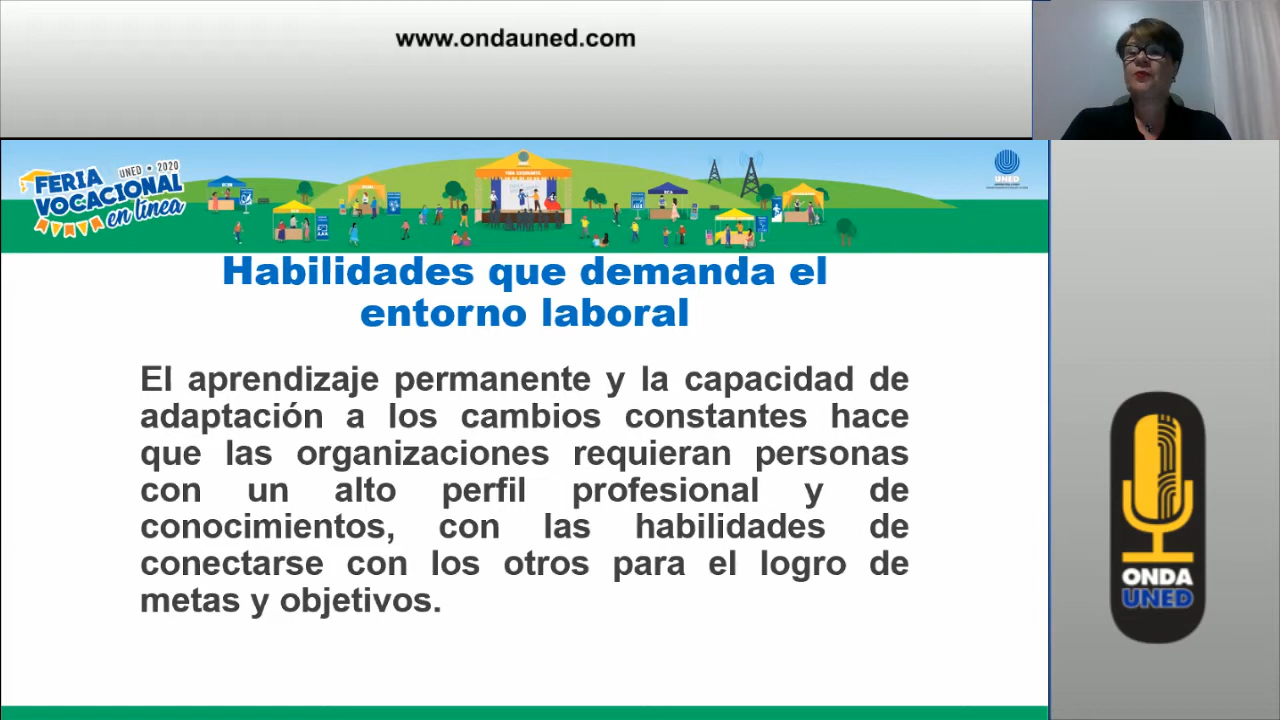 www.ondauned.com
FERIA
VOCACIONAL
en línea
UNED • 2020
UNED
Habilidades que demanda el
entorno laboral
El aprendizaje permanente y la capacidad de
adaptación a los cambios constantes hace
que las organizaciones requieran personas
con un alto perfil profesional y de
conocimientos, con las habilidades de
conectarse con los otros para el logro de
metas y objetivos.
ONDA
UNED